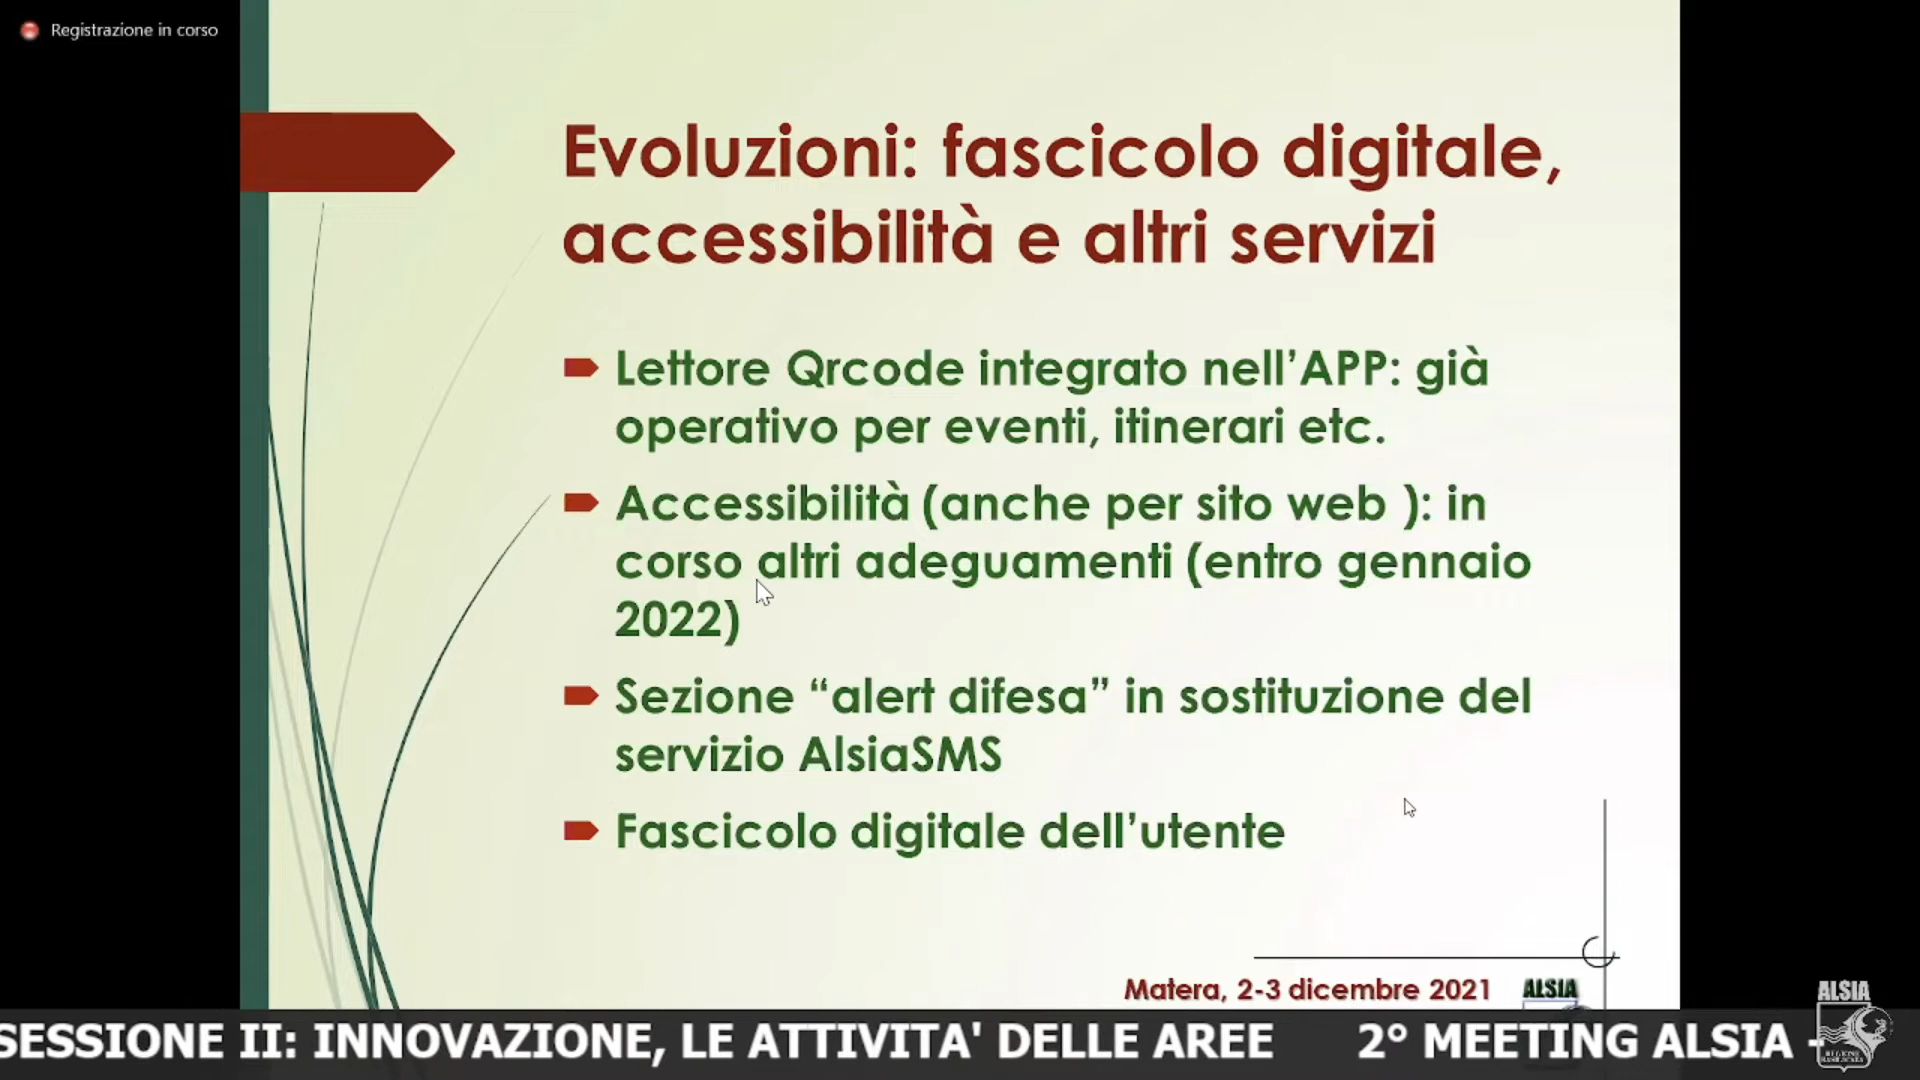 Registrazione in corso
Evoluzioni: fascicolo digitale,
accessibilità e altri servizi
Lettore Qrcode integrato nell’APP: già
operativo per eventi, itinerari etc.
Accessibilità (anche per sito web ): in
corso altri adeguamenti (entro gennaio
2022)
Sezione “alert difesa” in sostituzione del
servizio AlsiaSMS
Fascicolo digitale dell’utente
Matera, 2-3 dicembre 2021
ALSIA
ALSIA
REGIONE
BASILICATA
SESSIONE II: INNOVAZIONE, LE ATTIVITA' DELLE AREE 2° MEETING ALSIA -